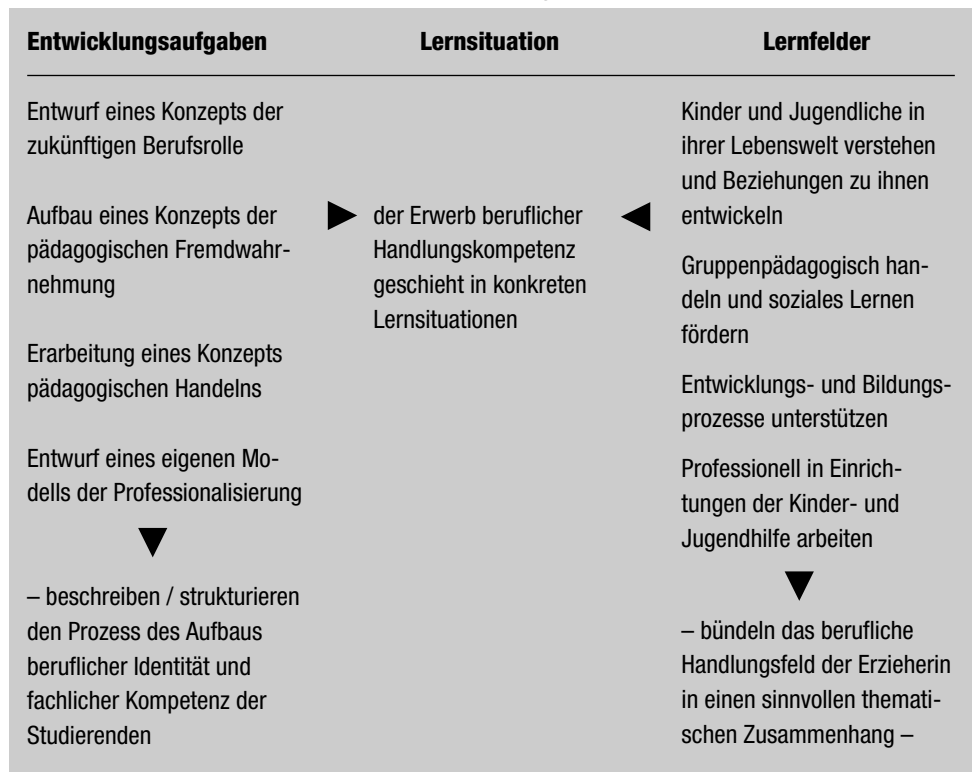 Entwicklungsaufgaben
Lernsituation
Lernfelder
Entwurf eines Konzepts der
zukünftigen Berufsrolle
Aufbau eines Konzepts der
pädagogischen Fremdwahr-
nehmung
Erarbeitung eines Konzepts
pädagogischen Handelns
Entwurf eines eigenen Mo-
dells der Professionalisierung
– beschreiben / strukturieren
den Prozess des Aufbaus
beruflicher Identität und
fachlicher Kompetenz der
Studierenden
der Erwerb beruflicher
Handlungskompetenz
geschieht in konkreten
Lernsituationen
Kinder und Jugendliche in
ihrer Lebenswelt verstehen
und Beziehungen zu ihnen
entwickeln
Gruppenpädagogisch han-
deln und soziales Lernen
fördern
Entwicklungs- und Bildungs-
prozesse unterstützen
Professionell in Einrich-
tungen der Kinder- und
Jugendhilfe arbeiten
– bündeln das berufliche
Handlungsfeld der Erzieherin
in einen sinnvollen themati-
schen Zusammenhang –